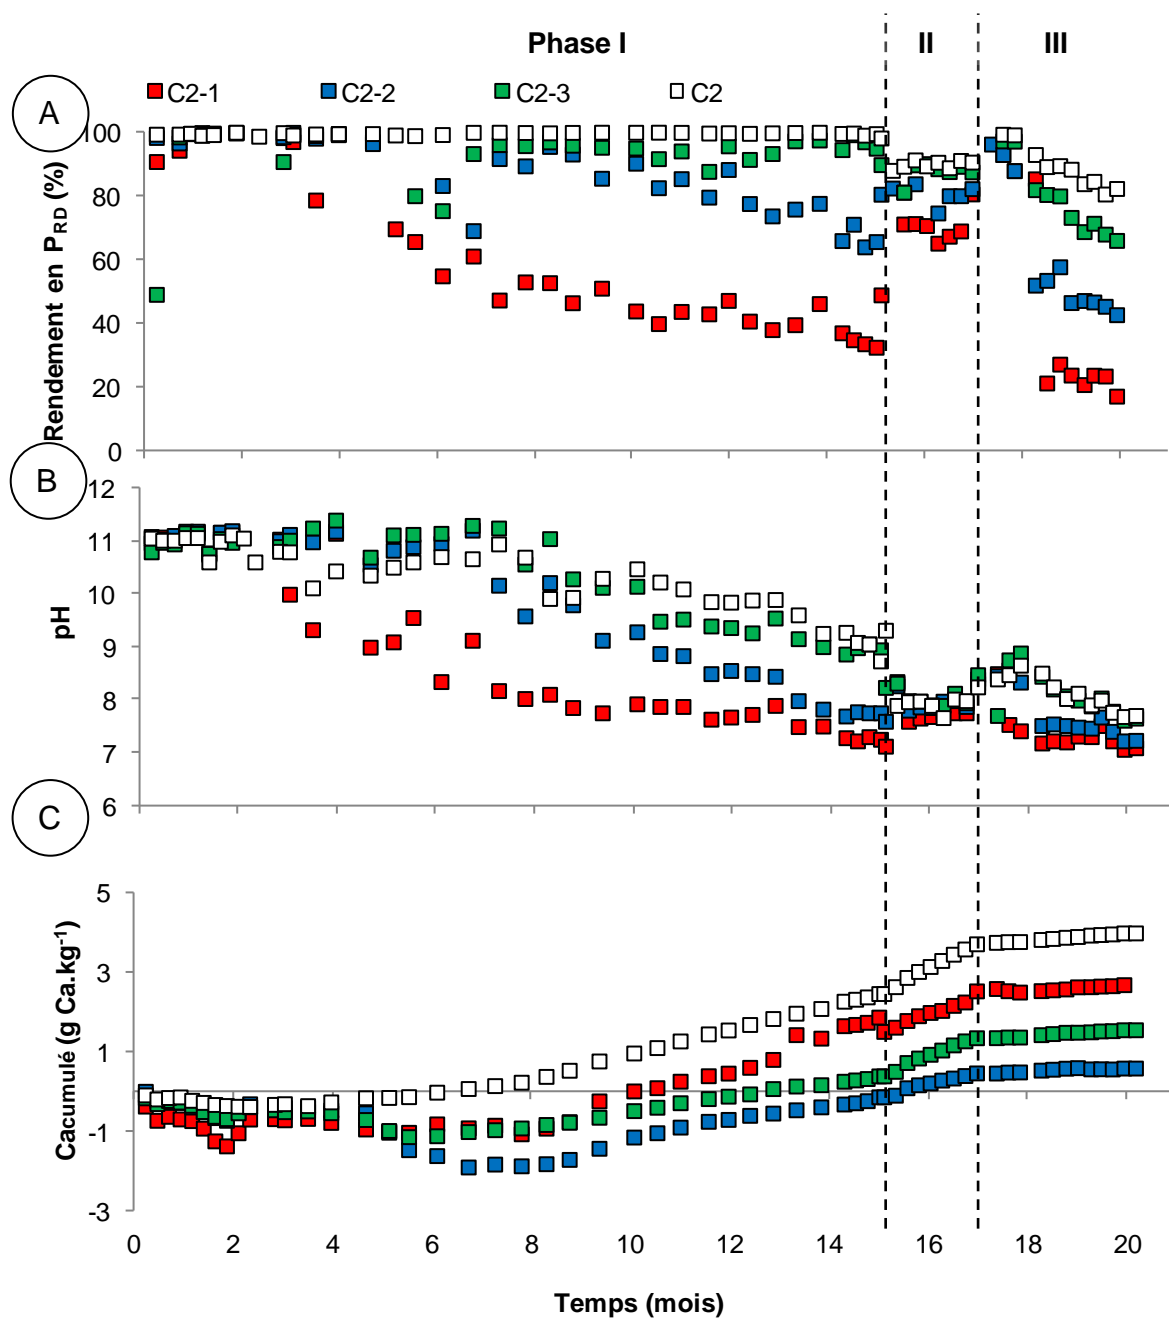 Phase I II III
A
C2-1 C2-2 C2-3 C2
Rendement en P_RD (%)
100
80
60
40
20
0
B
pH
12
11
10
9
8
7
6
C
Cacumulé (g Ca.kg⁻¹)
5
3
1
-1
-3
0 2 4 6 8 10 12 14 16 18 20
Temps (mois)